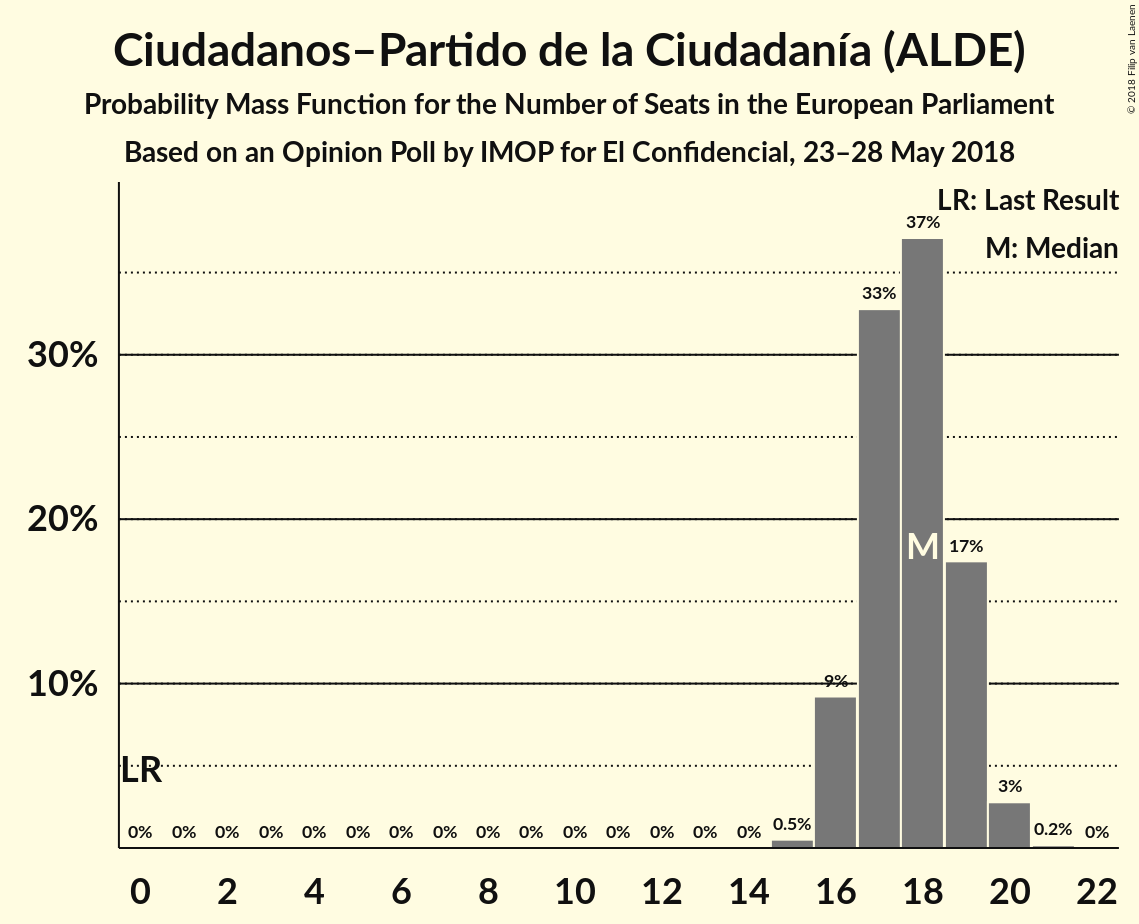 Ciudadanos–Partido de la Ciudadanía (ALDE)
Probability Mass Function for the Number of Seats in the European Parliament
Based on an Opinion Poll by IMOP for El Confidencial, 23–28 May 2018
© 2018 Filip van Laenen
LR: Last Result
M: Median
37%
33%
30%
20%
M
17%
10%
9%
LR
3%
0% 0% 0% 0% 0% 0% 0% 0% 0% 0% 0% 0% 0% 0% 0% 0.5% 0.2% 0%
0 2 4 6 8 10 12 14 16 18 20 22